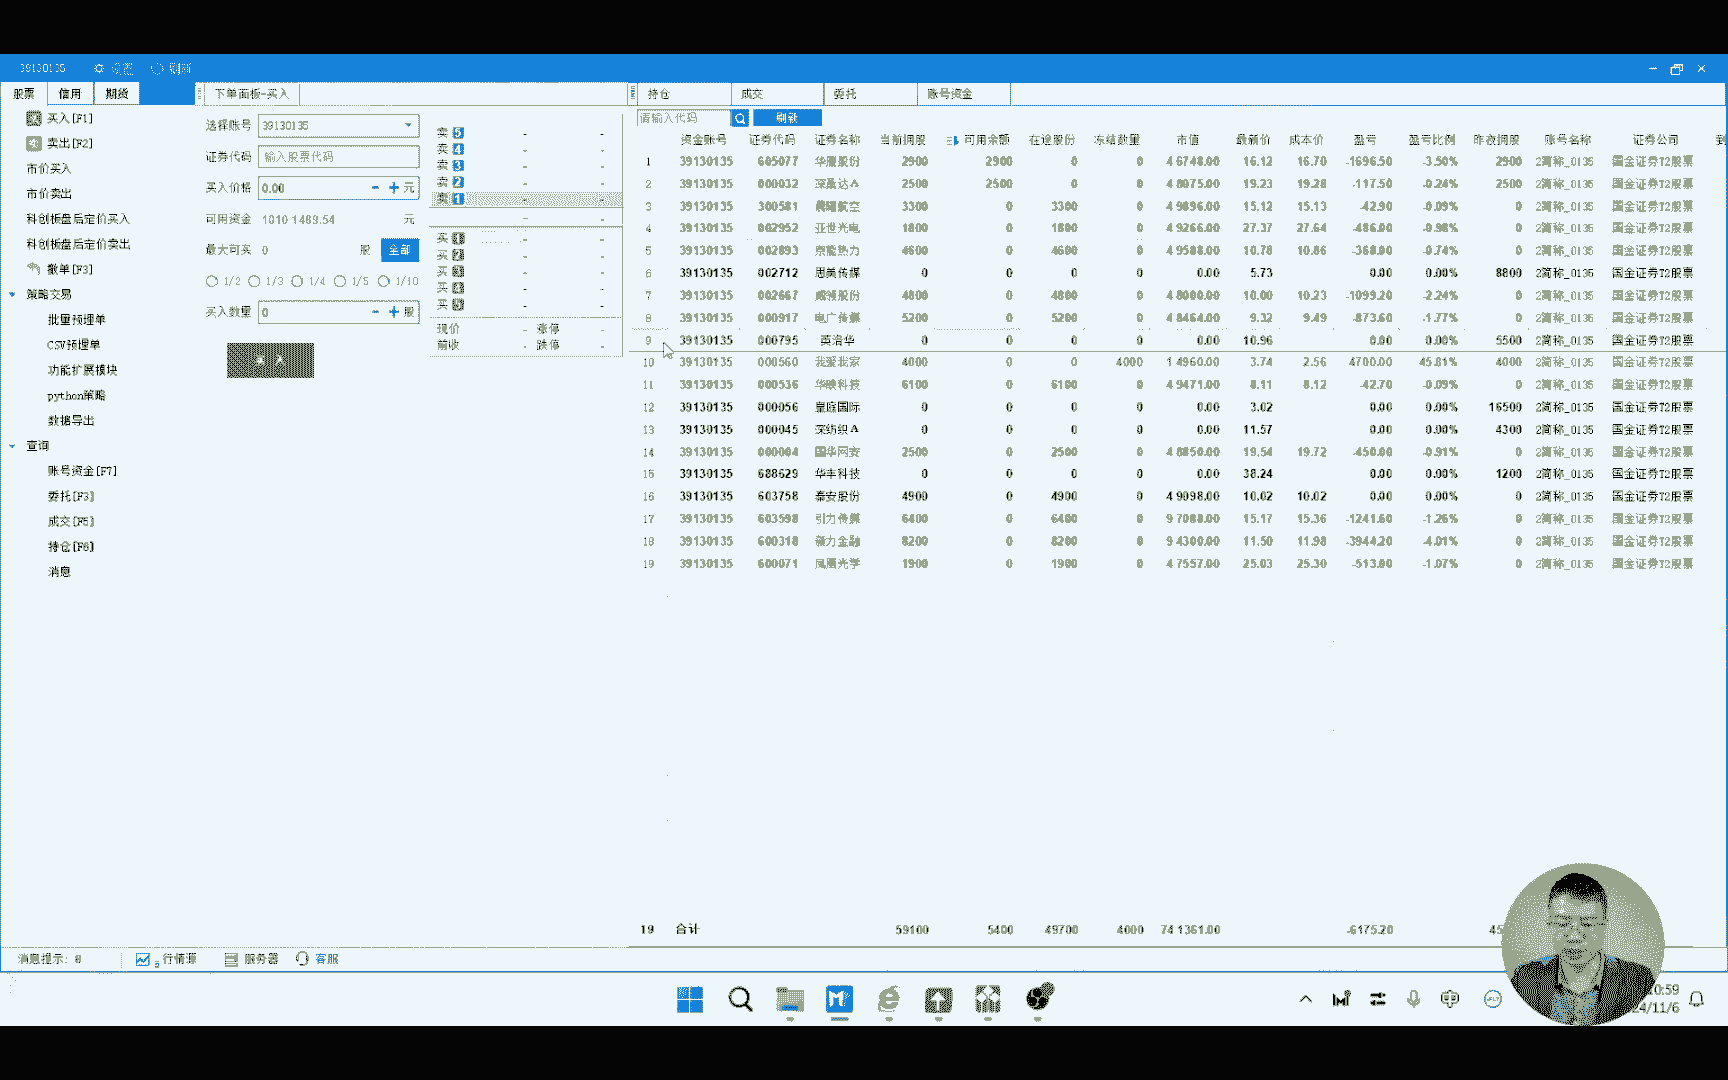 39130135 设置 刷新
股票 信用 期货 下单面板-买入 持仓 成交 委托 账号资金
买入[F1]
卖出[F2]
市价买入
市价卖出
科创板盘后定价买入
科创板盘后定价卖出
撤单[F3]
策略交易
批量预埋单
CSV预埋单
功能扩展模块
python策略
数据导出
查询
账号资金[F7]
委托[F3]
成交[F5]
持仓[F6]
消息
选择账号 39130135
证券代码 输入股票代码
买入价格 0.00 - + 元
可用资金 1010 1463.54 元
最大可买 0 股 全部
1/2 1/3 1/4 1/5 1/10
买入数量 0 - + 股
卖 5 - -
卖 4 - -
卖 3 - -
卖 2 - -
卖 1 - -
买 1 - -
买 2 - -
买 3 - -
买 4 - -
买 5 - -
现价 - 涨停 -
前收 - 跌停 -
请输入代码 刷新
资金账号 证券代码 证券名称 当前拥股 可用余额 在途股份 冻结数量 市值 最新价 成本价 盈亏 盈亏比例 昨夜拥股 账号名称 证券公司
1 39130135 605077 华康股份 2900 2900 0 0 4 6748.00 16.12 16.70 -1696.50 -3.50% 2900 2简称_0135 国金证券T2股票
2 39130135 000032 深桑达A 2500 2500 0 0 4 8075.00 19.23 19.28 -117.50 -0.24% 2500 2简称_0135 国金证券T2股票
3 39130135 300581 晨曦航空 3300 0 3300 0 4 9896.00 15.12 15.13 -42.90 -0.09% 0 2简称_0135 国金证券T2股票
4 39130135 002952 亚世光电 1800 0 1800 0 4 9266.00 27.37 27.64 -486.00 -0.98% 0 2简称_0135 国金证券T2股票
5 39130135 002893 京能热力 4600 0 4600 0 4 9588.00 10.78 10.86 -368.00 -0.74% 0 2简称_0135 国金证券T2股票
6 39130135 002712 思美传媒 0 0 0 0 0.00 5.73 0.00 0.00% 8800 2简称_0135 国金证券T2股票
7 39130135 002667 威领股份 4800 0 4800 0 4 8000.00 10.00 10.23 -1099.20 -2.24% 0 2简称_0135 国金证券T2股票
8 39130135 000917 电广传媒 5200 0 5200 0 4 8464.00 9.32 9.49 -873.60 -1.77% 0 2简称_0135 国金证券T2股票
9 39130135 000795 英洛华 0 0 0 0 0.00 10.96 0.00 0.00% 5500 2简称_0135 国金证券T2股票
10 39130135 000560 我爱我家 4000 0 0 4000 1 4960.00 3.74 2.56 4700.00 45.81% 4000 2简称_0135 国金证券T2股票
11 39130135 000536 华映科技 6100 0 6100 0 4 9471.00 8.11 8.12 -42.70 -0.09% 0 2简称_0135 国金证券T2股票
12 39130135 000056 皇庭国际 0 0 0 0 0.00 3.02 0.00 0.00% 16500 2简称_0135 国金证券T2股票
13 39130135 000045 深纺织A 0 0 0 0 0.00 11.57 0.00 0.00% 4300 2简称_0135 国金证券T2股票
14 39130135 000004 国华网安 2500 0 2500 0 4 8850.00 19.54 19.72 -450.00 -0.91% 0 2简称_0135 国金证券T2股票
15 39130135 688629 华丰科技 0 0 0 0 0.00 38.24 0.00 0.00% 1200 2简称_0135 国金证券T2股票
16 39130135 603758 秦安股份 4900 0 4900 0 4 9098.00 10.02 10.02 0.00 0.00% 0 2简称_0135 国金证券T2股票
17 39130135 603598 引力传媒 6400 0 6400 0 9 7088.00 15.17 15.36 -1241.60 -1.26% 0 2简称_0135 国金证券T2股票
18 39130135 600318 新力金融 8200 0 8200 0 9 4300.00 11.50 11.98 -3944.20 -4.01% 0 2简称_0135 国金证券T2股票
19 39130135 600071 凤凰光学 1900 0 1900 0 4 7557.00 25.03 25.30 -513.00 -1.07% 0 2简称_0135 国金证券T2股票
19 合计 59100 5400 49700 4000 74 1361.00 -6175.20
消息提示: 0 行情源 服务器 客服
0:59
24/11/6